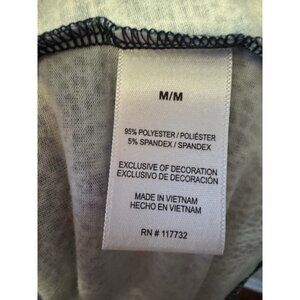 M/M
95% POLYESTER / POLIÉSTER
5% SPANDEX / SPANDEX
EXCLUSIVE OF DECORATION
EXCLUSIVO DE DECORACIÓN
MADE IN VIETNAM
HECHO EN VIETNAM
RN # 117732